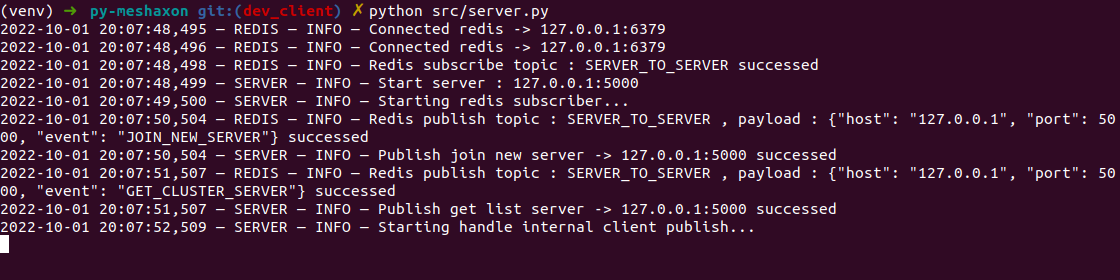 (venv) ➜ py-meshaxon git:(dev_client) ✗ python src/server.py
2022-10-01 20:07:48,495 – REDIS – INFO – Connected redis -> 127.0.0.1:6379
2022-10-01 20:07:48,496 – REDIS – INFO – Connected redis -> 127.0.0.1:6379
2022-10-01 20:07:48,498 – REDIS – INFO – Redis subscribe topic : SERVER_TO_SERVER successed
2022-10-01 20:07:48,499 – SERVER – INFO – Start server : 127.0.0.1:5000
2022-10-01 20:07:49,500 – SERVER – INFO – Starting redis subscriber...
2022-10-01 20:07:50,504 – REDIS – INFO – Redis publish topic : SERVER_TO_SERVER , payload : {"host": "127.0.0.1", "port": 50
00, "event": "JOIN_NEW_SERVER"} successed
2022-10-01 20:07:50,504 – SERVER – INFO – Publish join new server -> 127.0.0.1:5000 successed
2022-10-01 20:07:51,507 – REDIS – INFO – Redis publish topic : SERVER_TO_SERVER , payload : {"host": "127.0.0.1", "port": 50
00, "event": "GET_CLUSTER_SERVER"} successed
2022-10-01 20:07:51,507 – SERVER – INFO – Publish get list server -> 127.0.0.1:5000 successed
2022-10-01 20:07:52,509 – SERVER – INFO – Starting handle internal client publish...